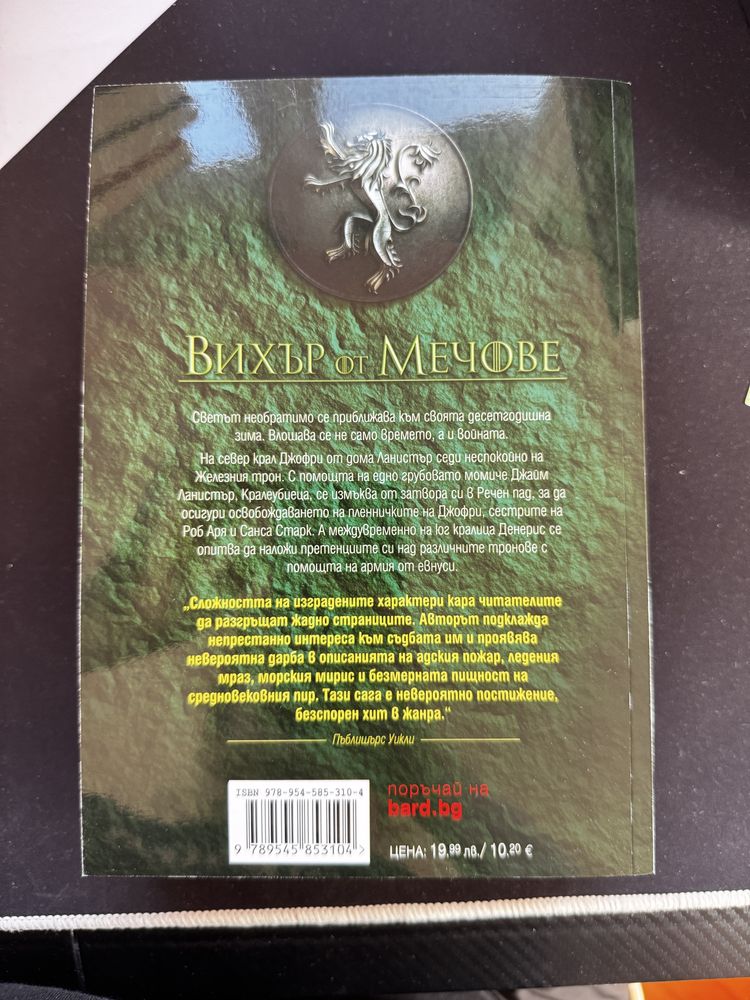 ВИХЪР ОТ МЕЧОВЕ
Светът необратимо се приближава към своята десетгодишна
зима. Влошава се не само времето, а и войната.
На север крал Джофри от дома Ланистър седи неспокойно на
Железния трон. С помощта на едно грубовато момиче Джайм
Ланистър, Кралеубиеца, се измъква от затвора си в Речен пад, за да
осигури освобождаването на пленничките на Джофри, сестрите на
Роб Аря и Санса Старк. А междувременно на юг кралица Денерис се
опитва да наложи претенциите си над различните тронове с
помощта на армия от евнуси.
„Сложността на изградените характери кара читателите
да разгръщат жадно страниците. Авторът подклажда
непрестанно интереса към съдбата им и проявява
невероятна дарба в описанията на адския пожар, ледения
мраз, морския мирис и безмерната пищност на
средновековния пир. Тази сага е невероятно постижение,
безспорен хит в жанра.“
Пъблишърс Уикли
ISBN 978-954-585-310-4
9 789545 853104 >
поръчай на
bard.bg
ЦЕНА: 19.99 лв./ 10.20 €